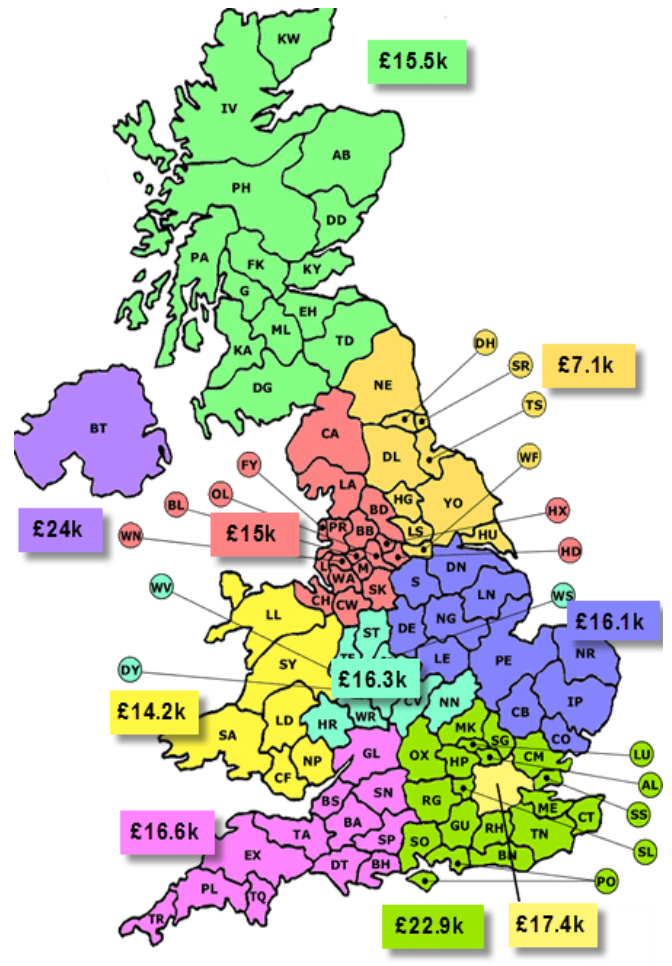 KW
£15.5k
IV
AB
PH
DD
PA
FK
KY
G
EH
ML
TD
KA
DG
NE
DH
SR
£7.1k
TS
BT
CA
DL
WF
FY
LA
HG
YO
BD
OL
BL
PR
BB
LS
HU
HX
£24k
WN
£15k
HD
L
M
WA
SK
S
DN
CH
CW
LN
WV
WS
LL
ST
DE
NG
£16.1k
NR
SY
LE
PE
DY
£16.3k
IP
£14.2k
LD
HR
WR
CV
NN
CB
CO
SA
NP
CF
GL
MK
SG
OX
HP
CM
LU
AL
SN
BS
RG
SS
ME
CT
BA
£16.6k
TA
SP
GU
RH
TN
SL
SO
BN
EX
DT
BH
PO
PL
TQ
TR
£22.9k
£17.4k